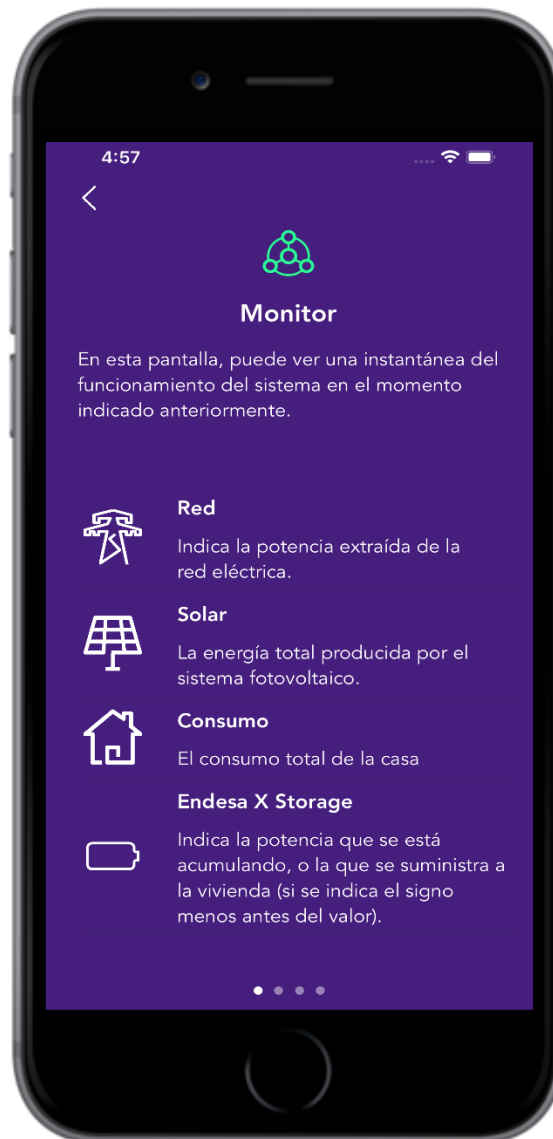 4:57
Monitor
En esta pantalla, puede ver una instantánea del
funcionamiento del sistema en el momento
indicado anteriormente.
Red
Indica la potencia extraída de la
red eléctrica.
Solar
La energía total producida por el
sistema fotovoltaico.
Consumo
El consumo total de la casa
Endesa X Storage
Indica la potencia que se está
acumulando, o la que se suministra a
la vivienda (si se indica el signo
menos antes del valor).